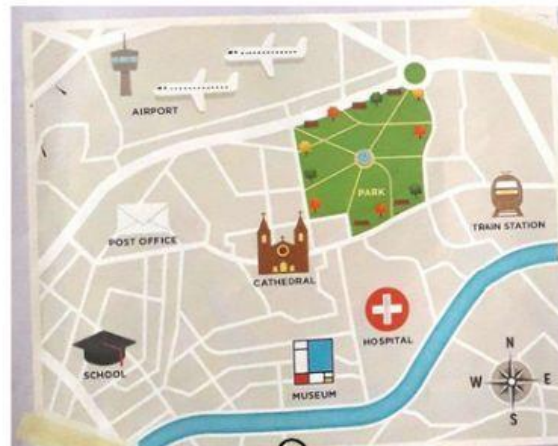 AIRPORT
PARK
POST OFFICE
TRAIN STATION
CATHEDRAL
HOSPITAL
SCHOOL
MUSEUM
N
W
E
S